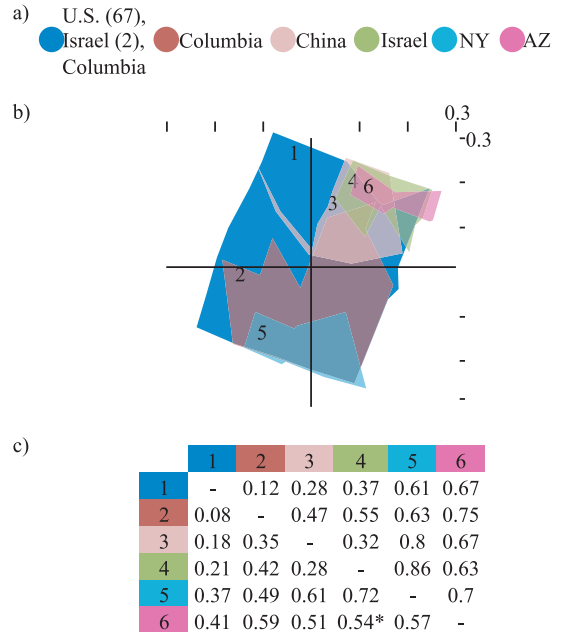 a)
U.S. (67),
Israel (2),
Columbia
Columbia
China
Israel
NY
AZ
b)
0.3
-0.3
1
4
6
3
2
5
c)
1 2 3 4 5 6
1 - 0.12 0.28 0.37 0.61 0.67
2 0.08 - 0.47 0.55 0.63 0.75
3 0.18 0.35 - 0.32 0.8 0.67
4 0.21 0.42 0.28 - 0.86 0.63
5 0.37 0.49 0.61 0.72 - 0.7
6 0.41 0.59 0.51 0.54* 0.57 -